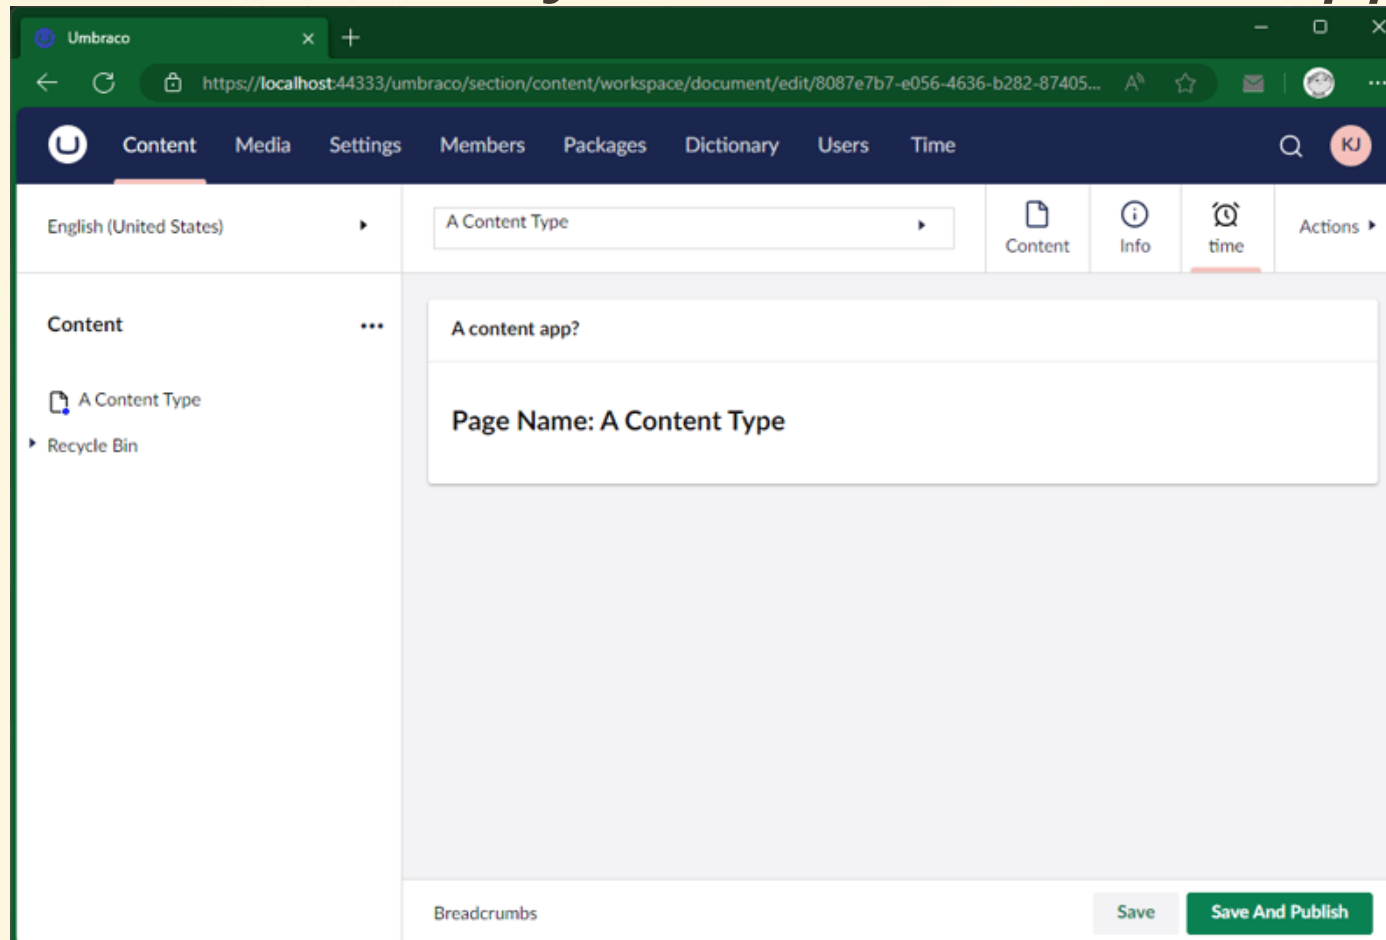 Umbraco
https://localhost:44333/umbraco/section/content/workspace/document/edit/8087e7b7-e056-4636-b282-87405...
Content Media Settings Members Packages Dictionary Users Time KJ
English (United States)
A Content Type
Content
Info
time
Actions
Content
A Content Type
Recycle Bin
A content app?
Page Name: A Content Type
Breadcrumbs
Save
Save And Publish